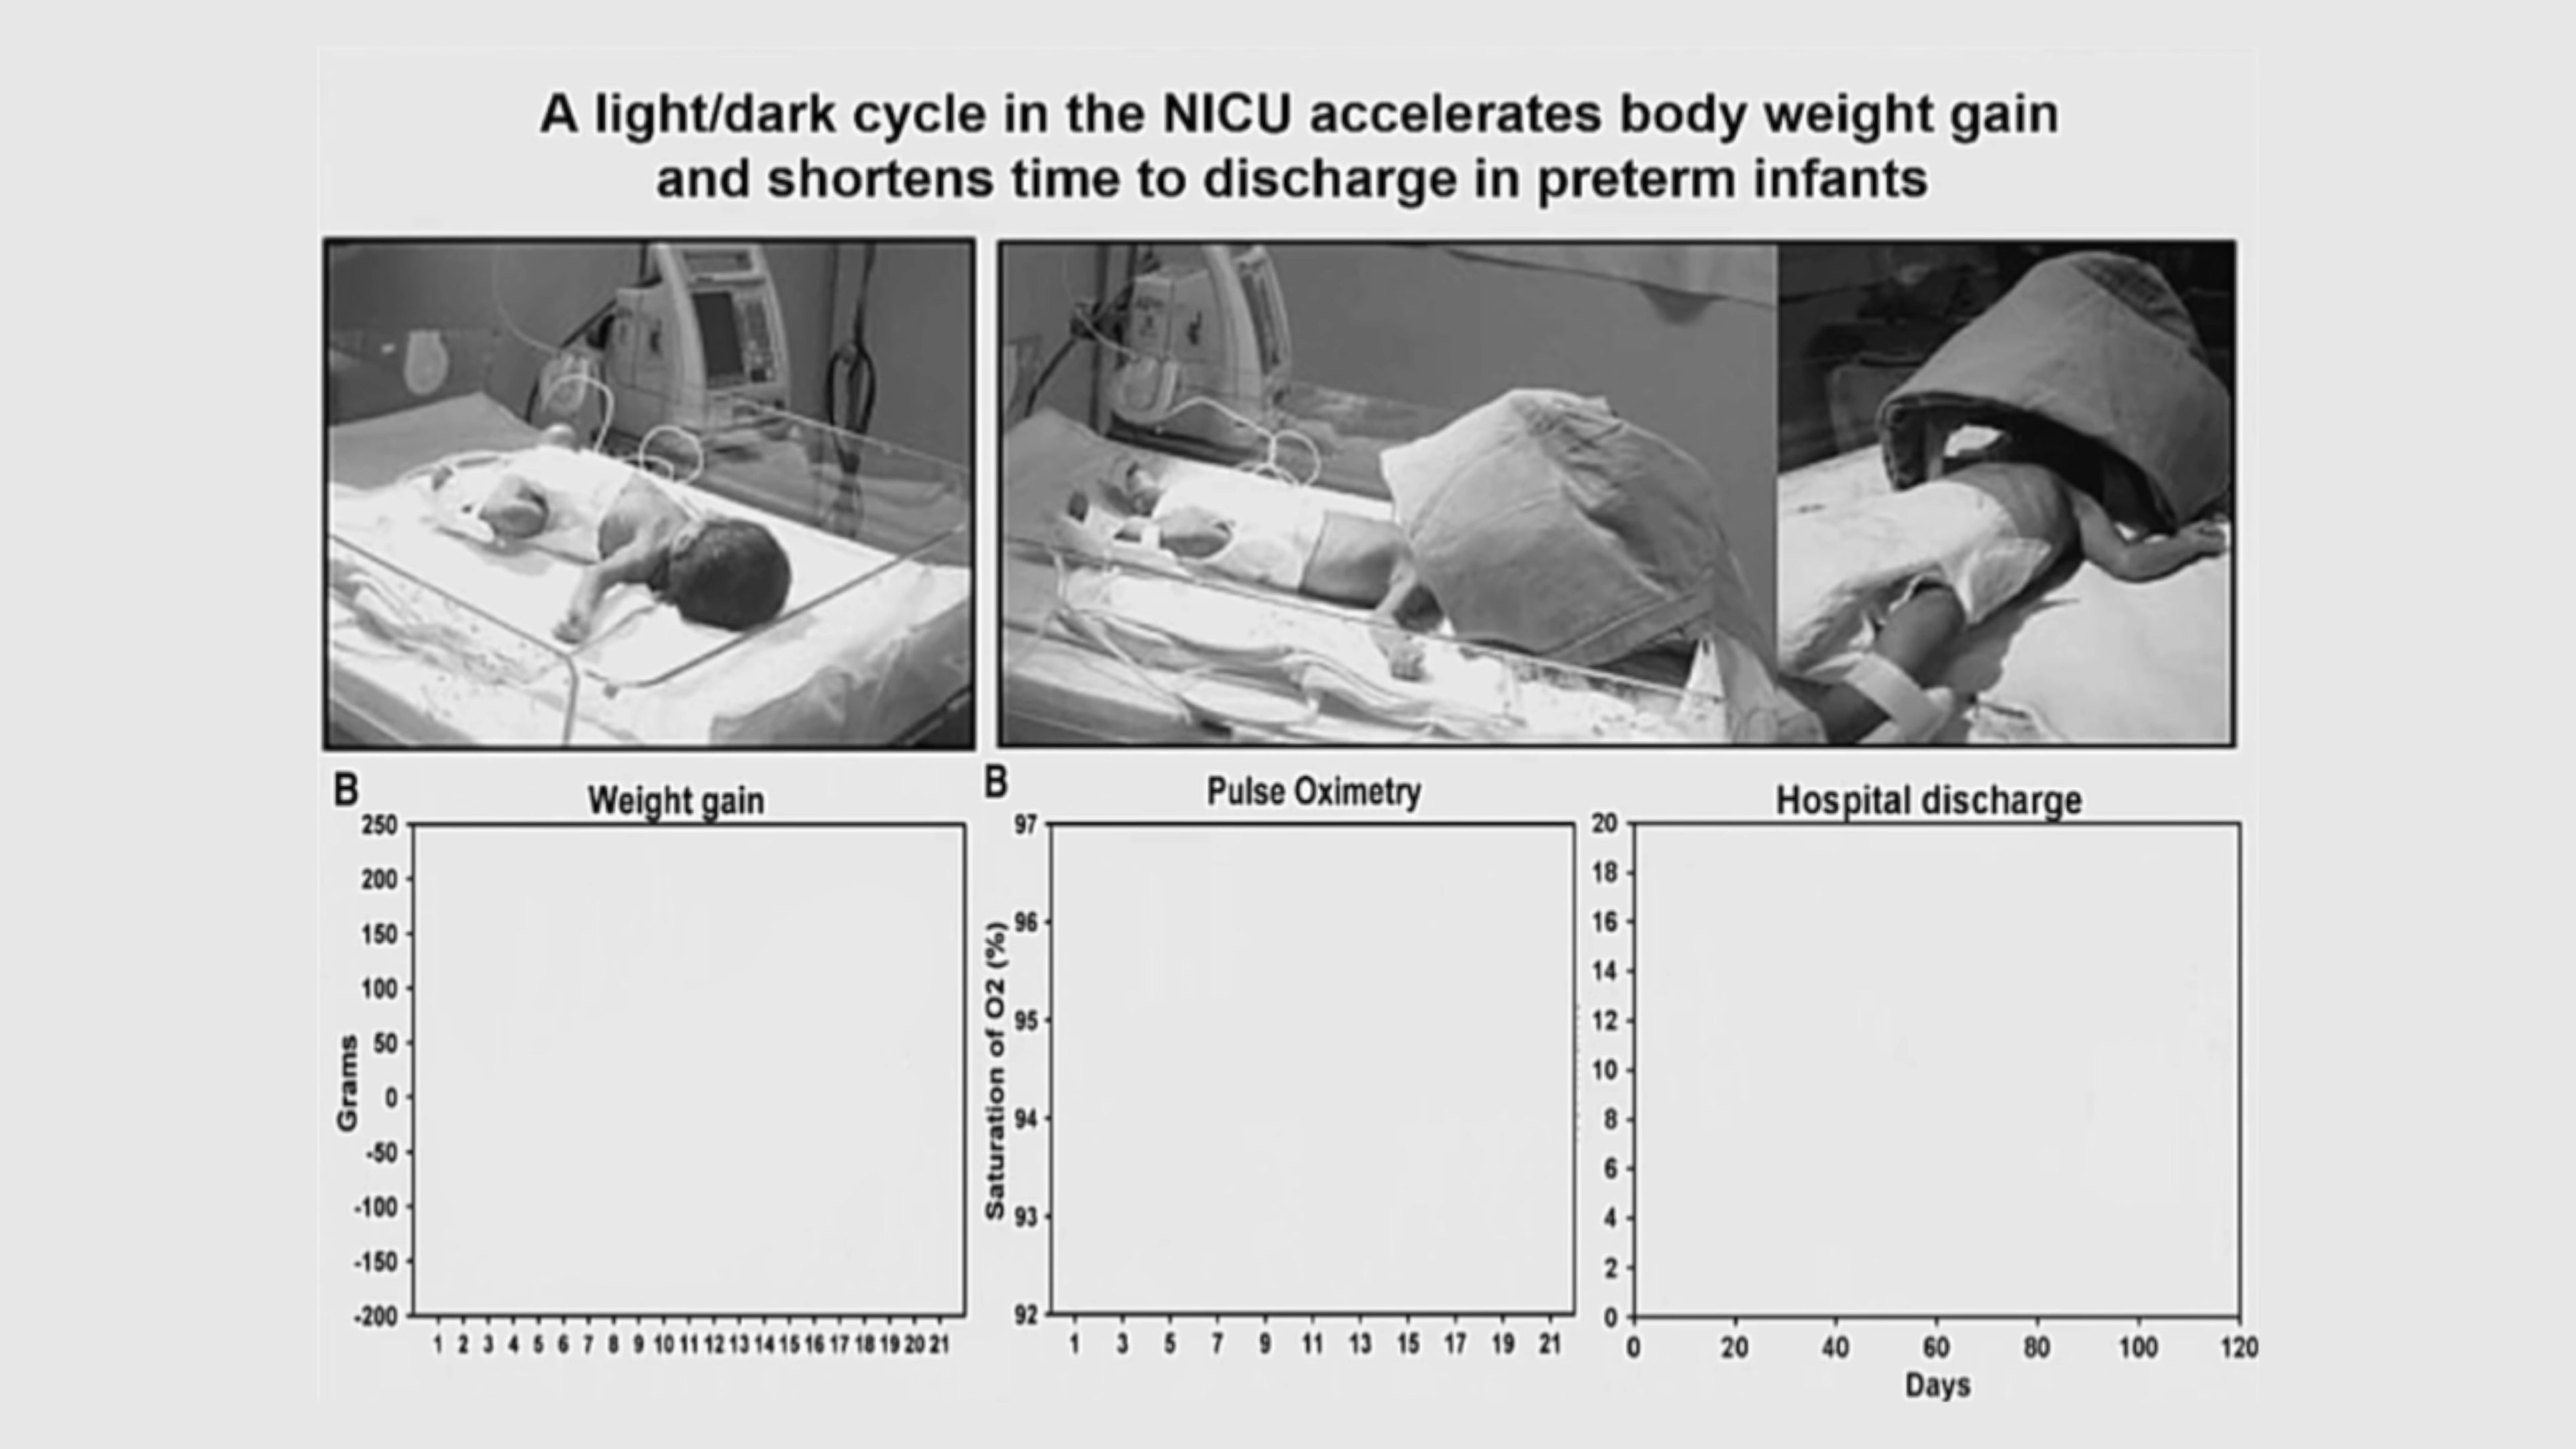 A light/dark cycle in the NICU accelerates body weight gain
and shortens time to discharge in preterm infants
B
Weight gain
250
200
150
100
50
0
-50
-100
-150
-200
Grams
1 2 3 4 5 6 7 8 9 10 11 12 13 14 15 16 17 18 19 20 21
B
Pulse Oximetry
97
96
95
94
93
92
Saturation of O2 (%)
1 3 5 7 9 11 13 15 17 19 21
Hospital discharge
20
18
16
14
12
10
8
6
4
2
0
0 20 40 60 80 100 120
Days